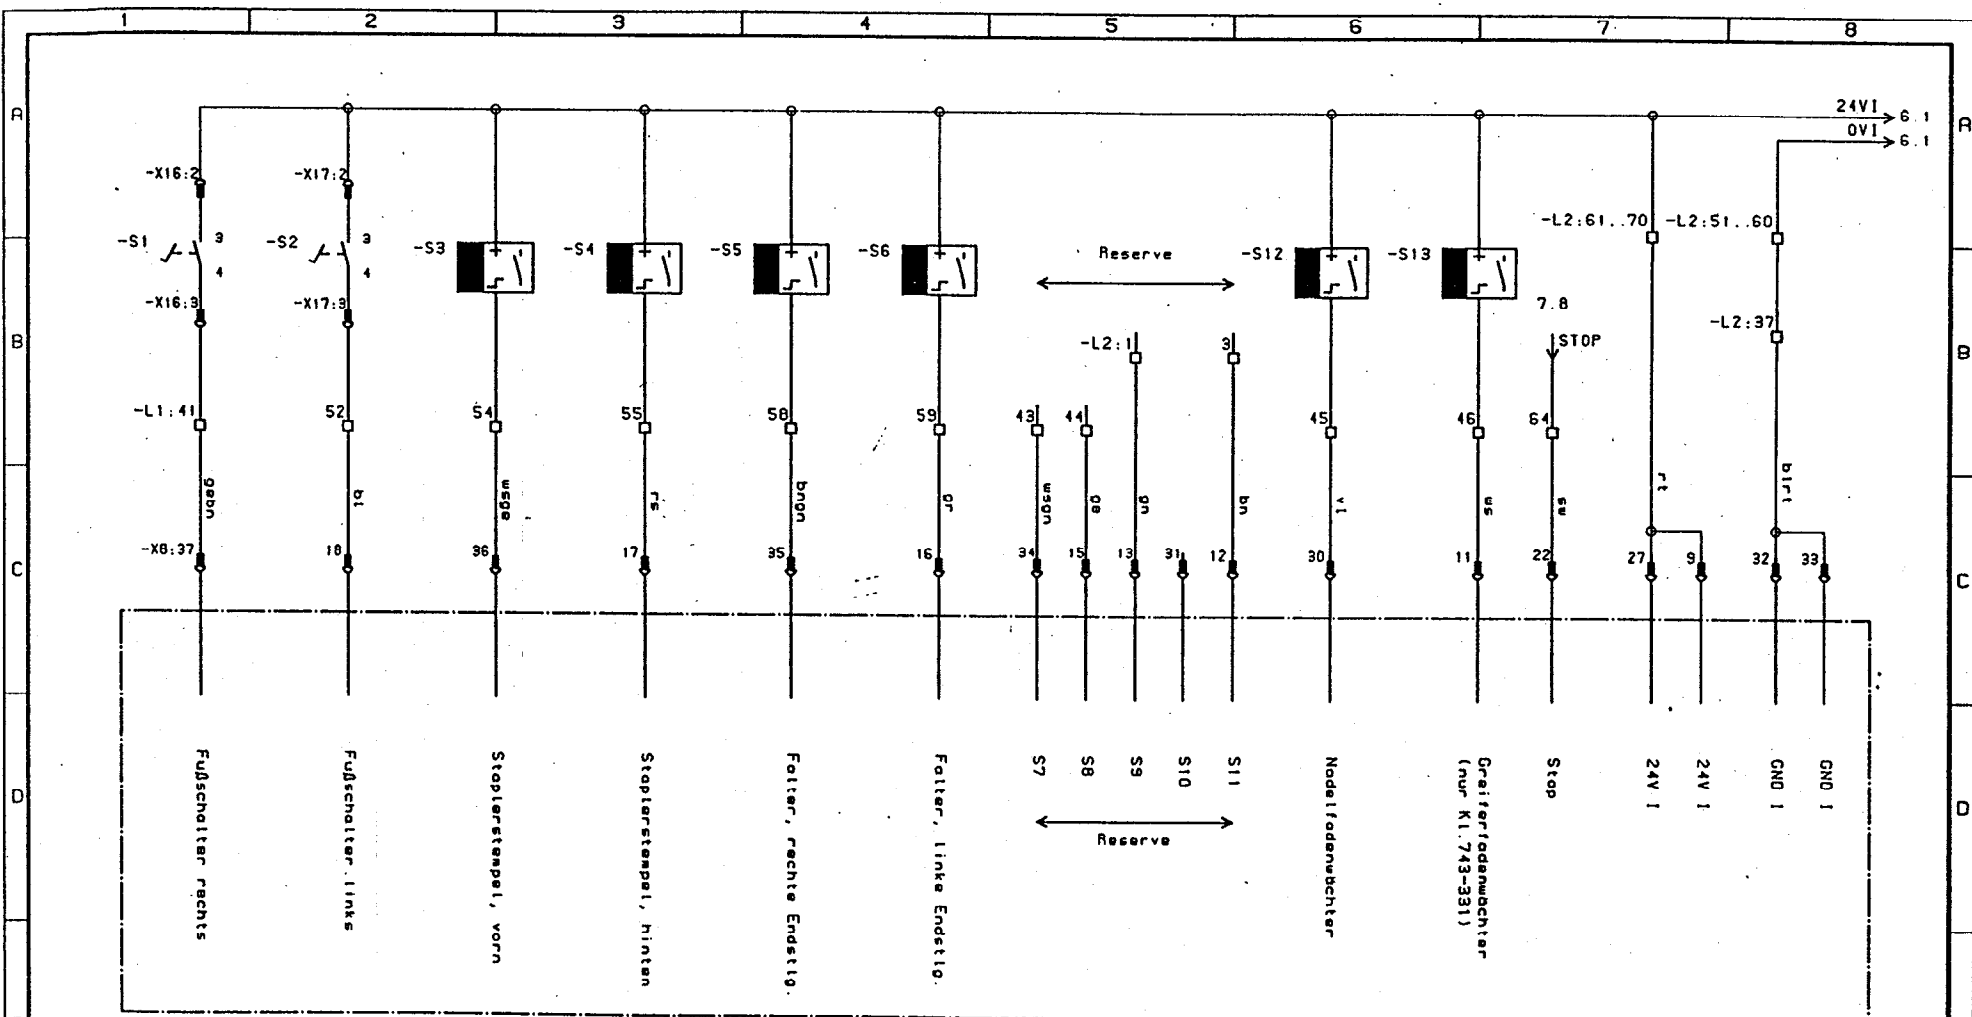 1 2 3 4 5 6 7 8
A A
24VI 6.1
0VI 6.1
-X16:2 -X17:2
-L2:61..70 -L2:51..60
-S1 3 4
-S2 3 4
-S3 -S4 -S5 -S6
Reserve
-S12 -S13
-X16:3 -X17:3
7.8
STOP
-L2:37
B B
-L2:1 3
-L1:41 52 54 55 58 59 43 44 45 46 64
gebn bl wsge rs bngn gr wsgn ge gn bn vl ws sw rt blrt
-X8:37 18 36 17 35 16 34 15 13 31 12 30 11 22 27 9 32 33
C C
Fußschalter rechts
Fußschalter links
Staplerstempel, vorn
Staplerstempel, hinten
Falter, rechte Endstlg.
Falter, linke Endstlg.
S7
S8
S9
S10
S11
Reserve
Nadelfadenwächter
Greiferfadenwächter
(nur Kl.743-331)
Stop
24V I
24V I
GND I
GND I
D D